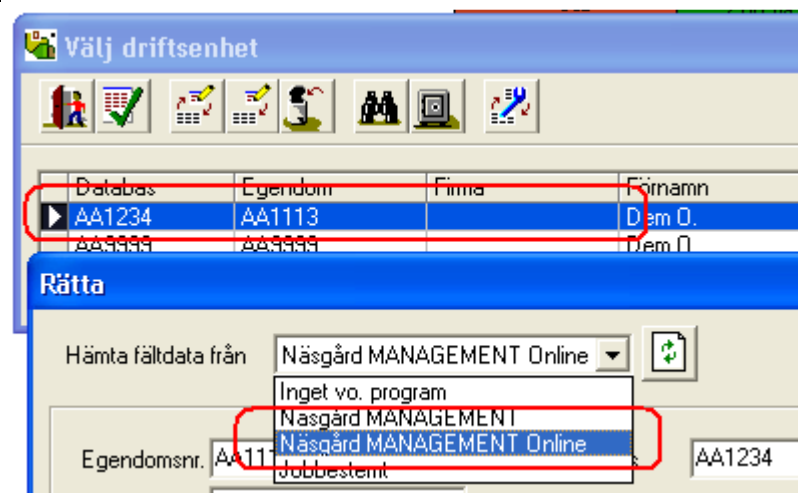 Välj driftsenhet
Databas Egendom Firma Förnamn
AA1234 AA1113 Dem O.
AA9999 AA9999 Dem O.
Rätta
Hämta fältdata från Näsgård MANAGEMENT Online
Inget vo. program
Näsgård MANAGEMENT
Näsgård MANAGEMENT Online
Egendomsnr. AA111 s AA1234
Jobbestemt